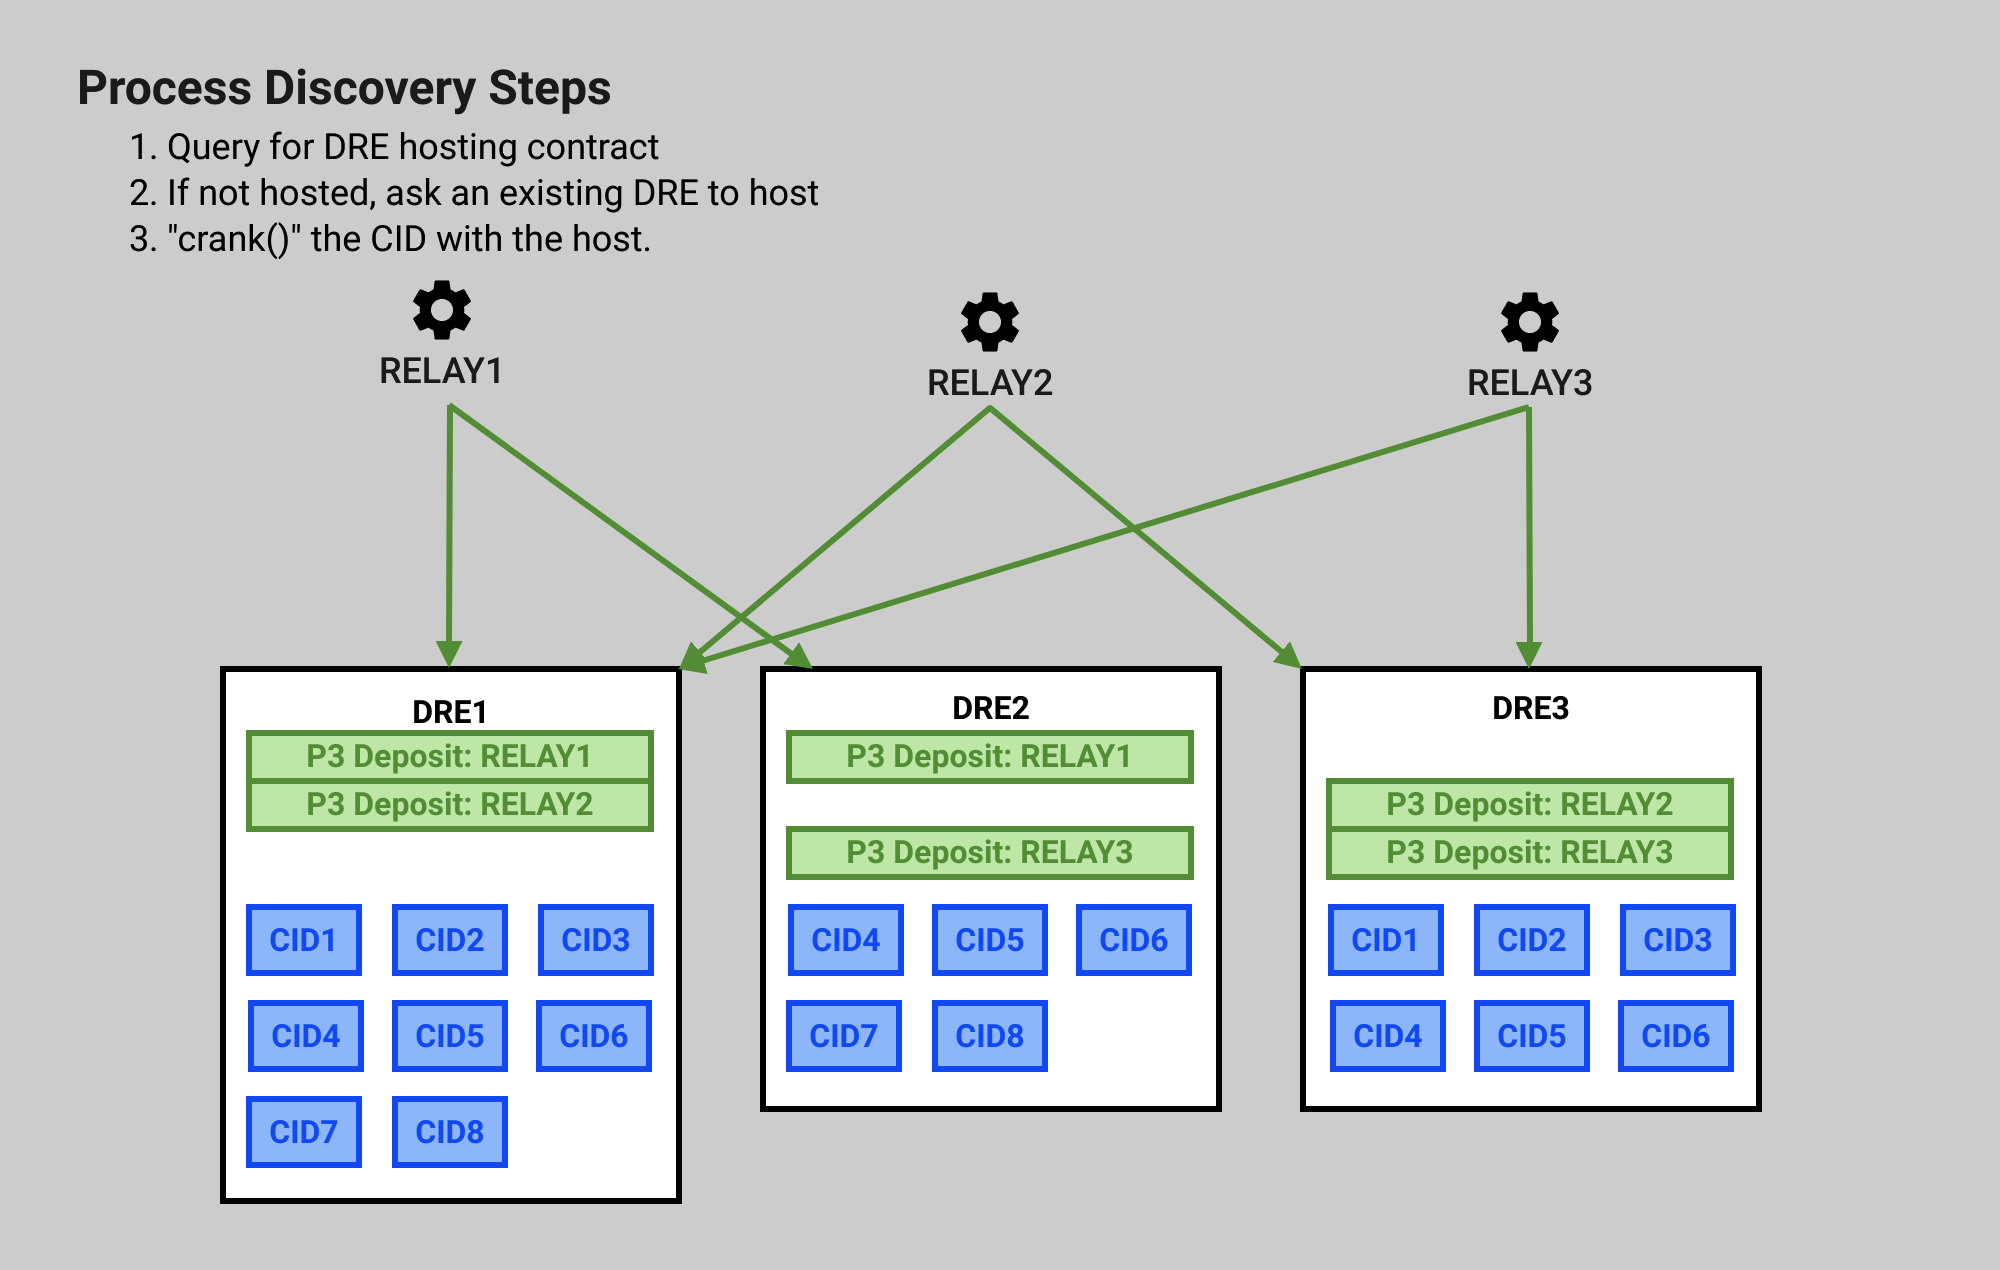 Process Discovery Steps
1. Query for DRE hosting contract
2. If not hosted, ask an existing DRE to host
3. "crank()" the CID with the host.
RELAY1
RELAY2
RELAY3
DRE1
P3 Deposit: RELAY1
P3 Deposit: RELAY2
CID1 CID2 CID3
CID4 CID5 CID6
CID7 CID8
DRE2
P3 Deposit: RELAY1
P3 Deposit: RELAY3
CID4 CID5 CID6
CID7 CID8
DRE3
P3 Deposit: RELAY2
P3 Deposit: RELAY3
CID1 CID2 CID3
CID4 CID5 CID6